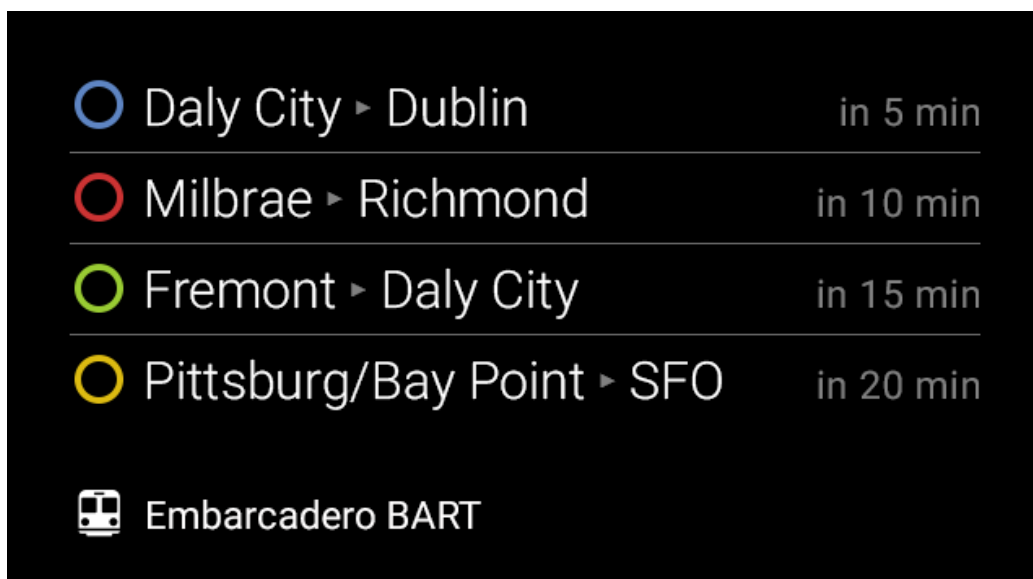 Daly City ▸ Dublin in 5 min
Milbrae ▸ Richmond in 10 min
Fremont ▸ Daly City in 15 min
Pittsburg/Bay Point ▸ SFO in 20 min
Embarcadero BART